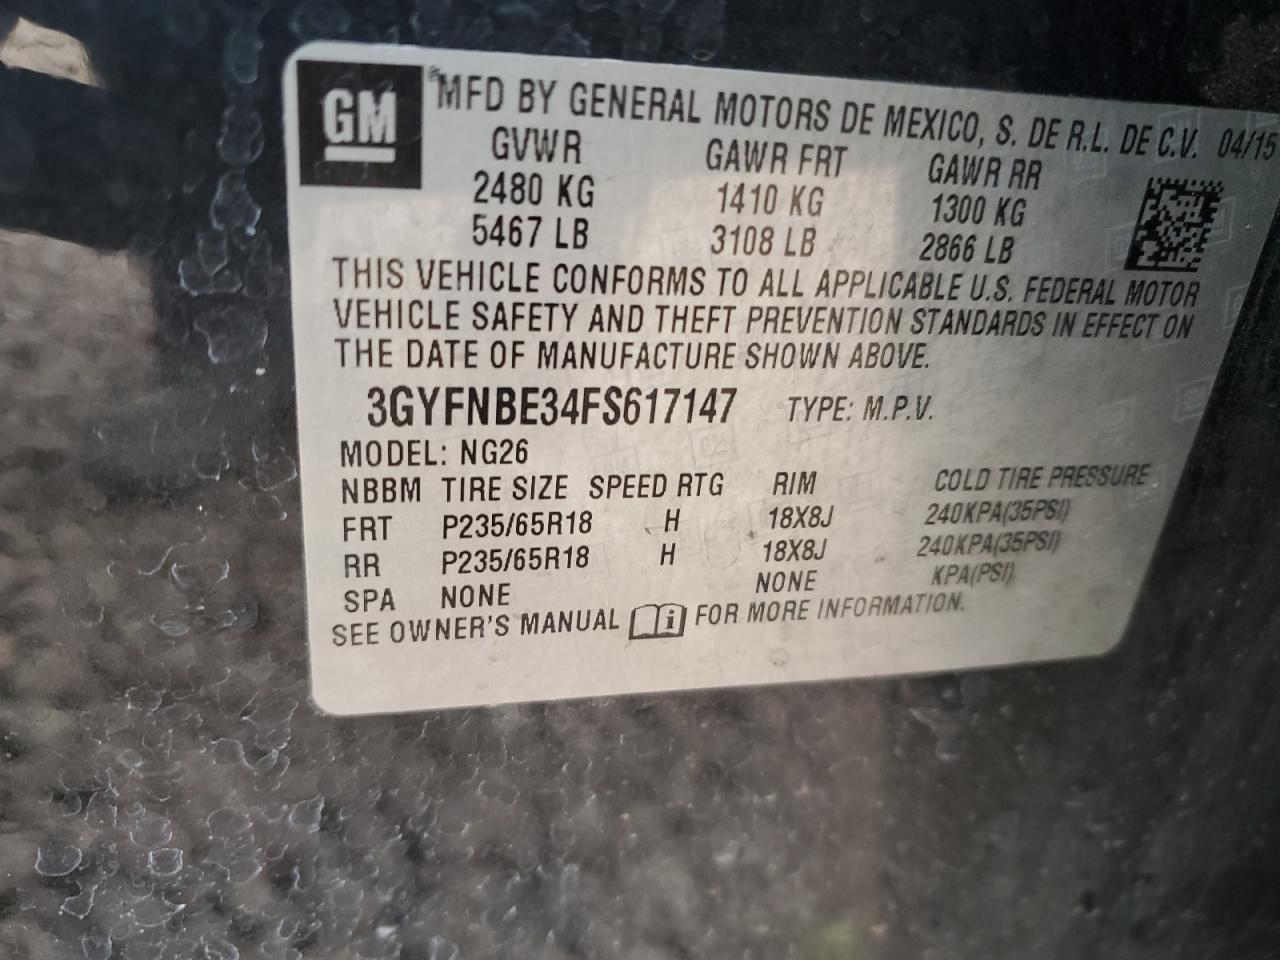 GM
® MFD BY GENERAL MOTORS DE MEXICO, S. DE R.L. DE C.V. 04/15
GVWR GAWR FRT GAWR RR
2480 KG 1410 KG 1300 KG
5467 LB 3108 LB 2866 LB
THIS VEHICLE CONFORMS TO ALL APPLICABLE U.S. FEDERAL MOTOR
VEHICLE SAFETY AND THEFT PREVENTION STANDARDS IN EFFECT ON
THE DATE OF MANUFACTURE SHOWN ABOVE.
3GYFNBE34FS617147 TYPE: M.P.V.
MODEL: NG26
NBBM TIRE SIZE SPEED RTG RIM COLD TIRE PRESSURE
FRT P235/65R18 H 18X8J 240KPA(35PSI)
RR P235/65R18 H 18X8J 240KPA(35PSI)
SPA NONE NONE KPA(PSI)
SEE OWNER'S MANUAL i FOR MORE INFORMATION.